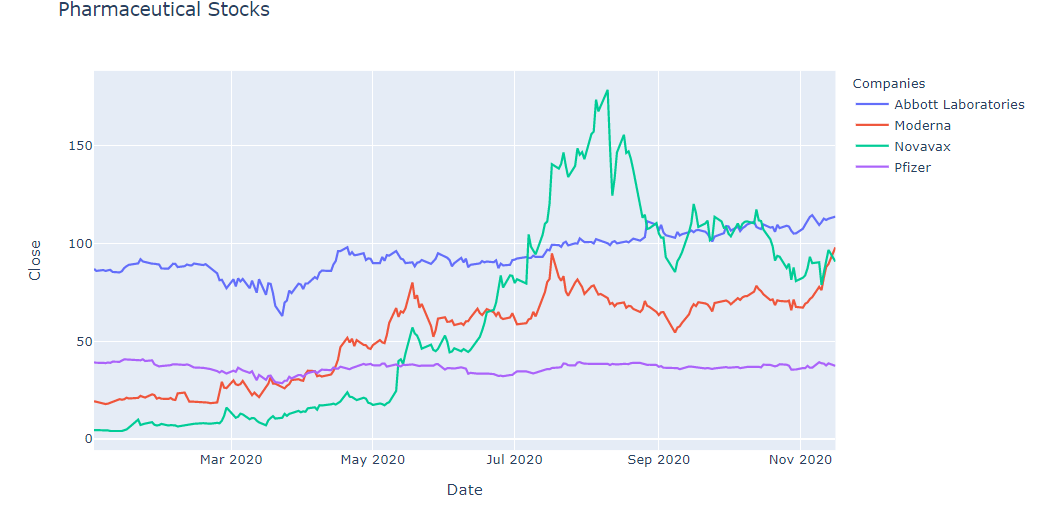 Pharmaceutical Stocks
Companies
Abbott Laboratories
Moderna
Novavax
Pfizer
Close
150
100
50
0
Mar 2020
May 2020
Jul 2020
Sep 2020
Nov 2020
Date